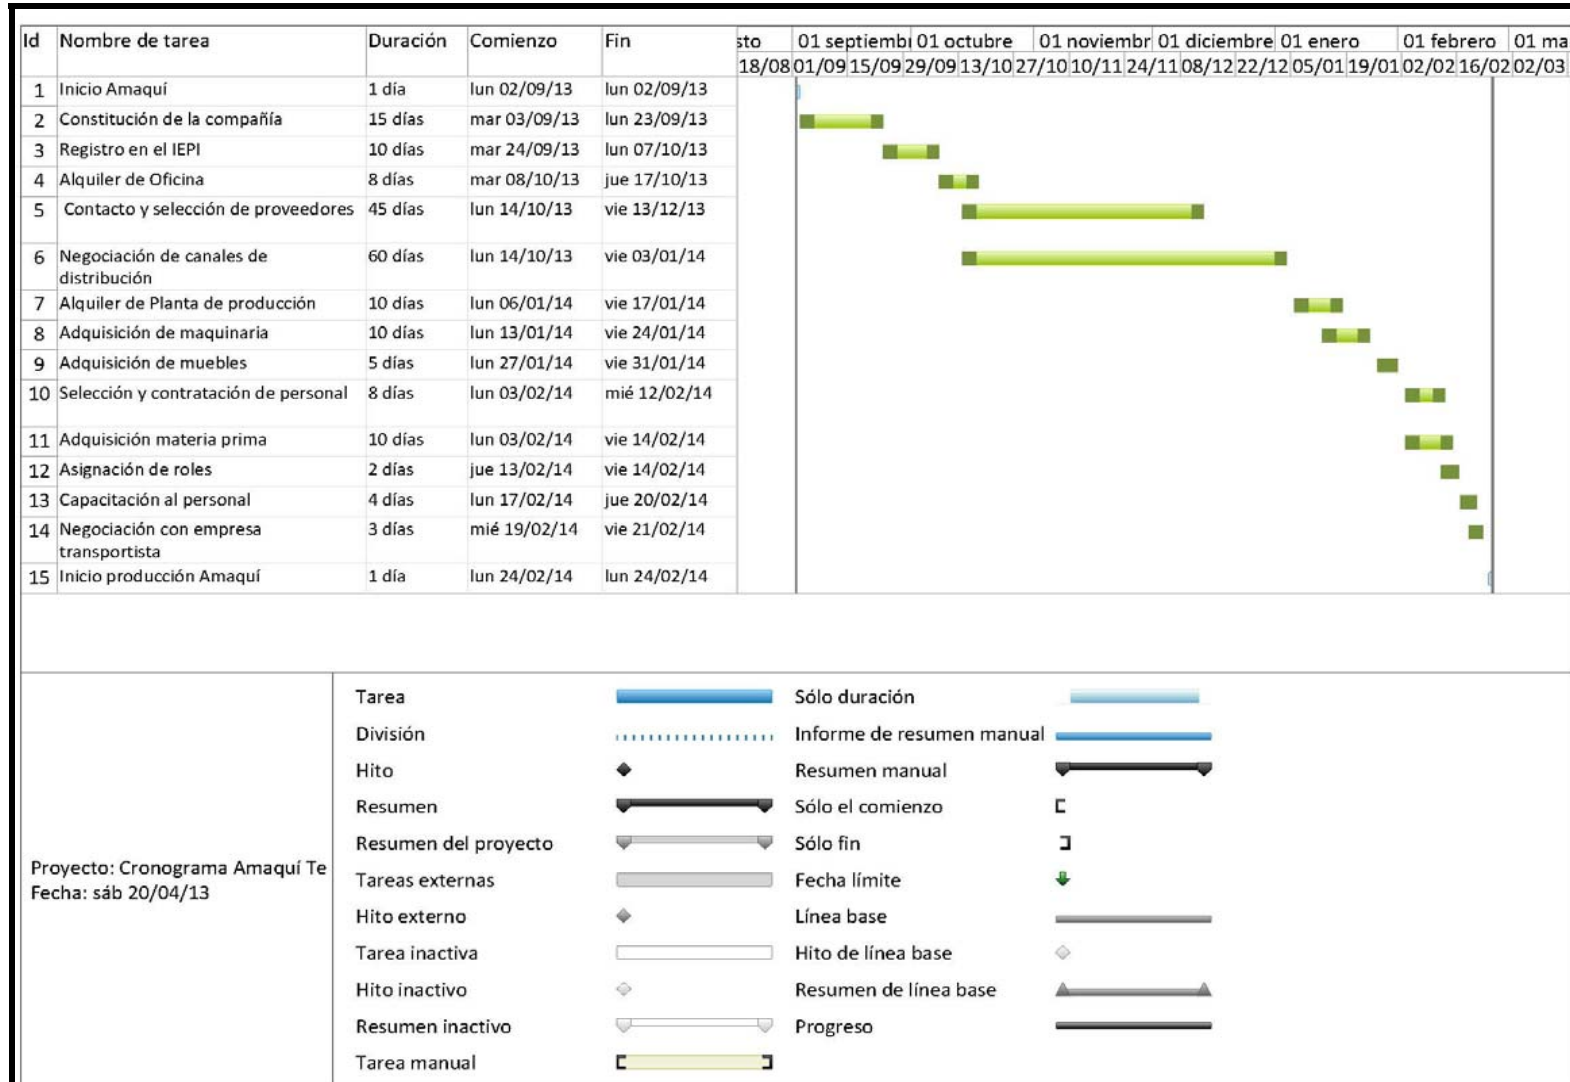 Id Nombre de tarea Duración Comienzo Fin sto 01 septiembr 01 octubre 01 noviembr 01 diciembre 01 enero 01 febrero 01 ma
18/08 01/09 15/09 29/09 13/10 27/10 10/11 24/11 08/12 22/12 05/01 19/01 02/02 16/02 02/03
1 Inicio Amaquí 1 día lun 02/09/13 lun 02/09/13
2 Constitución de la compañía 15 días mar 03/09/13 lun 23/09/13
3 Registro en el IEPI 10 días mar 24/09/13 lun 07/10/13
4 Alquiler de Oficina 8 días mar 08/10/13 jue 17/10/13
5 Contacto y selección de proveedores 45 días lun 14/10/13 vie 13/12/13
6 Negociación de canales de 60 días lun 14/10/13 vie 03/01/14
distribución
7 Alquiler de Planta de producción 10 días lun 06/01/14 vie 17/01/14
8 Adquisición de maquinaria 10 días lun 13/01/14 vie 24/01/14
9 Adquisición de muebles 5 días lun 27/01/14 vie 31/01/14
10 Selección y contratación de personal 8 días lun 03/02/14 mié 12/02/14
11 Adquisición materia prima 10 días lun 03/02/14 vie 14/02/14
12 Asignación de roles 2 días jue 13/02/14 vie 14/02/14
13 Capacitación al personal 4 días lun 17/02/14 jue 20/02/14
14 Negociación con empresa 3 días mié 19/02/14 vie 21/02/14
transportista
15 Inicio producción Amaquí 1 día lun 24/02/14 lun 24/02/14
Proyecto: Cronograma Amaquí Te
Fecha: sáb 20/04/13
Tarea
División
Hito
Resumen
Resumen del proyecto
Tareas externas
Hito externo
Tarea inactiva
Hito inactivo
Resumen inactivo
Tarea manual
Sólo duración
Informe de resumen manual
Resumen manual
Sólo el comienzo
Sólo fin
Fecha límite
Línea base
Hito de línea base
Resumen de línea base
Progreso